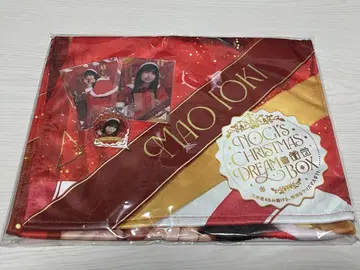 MAO IOKI
NOGI'S
CHRISTMAS
DREAM
BOX